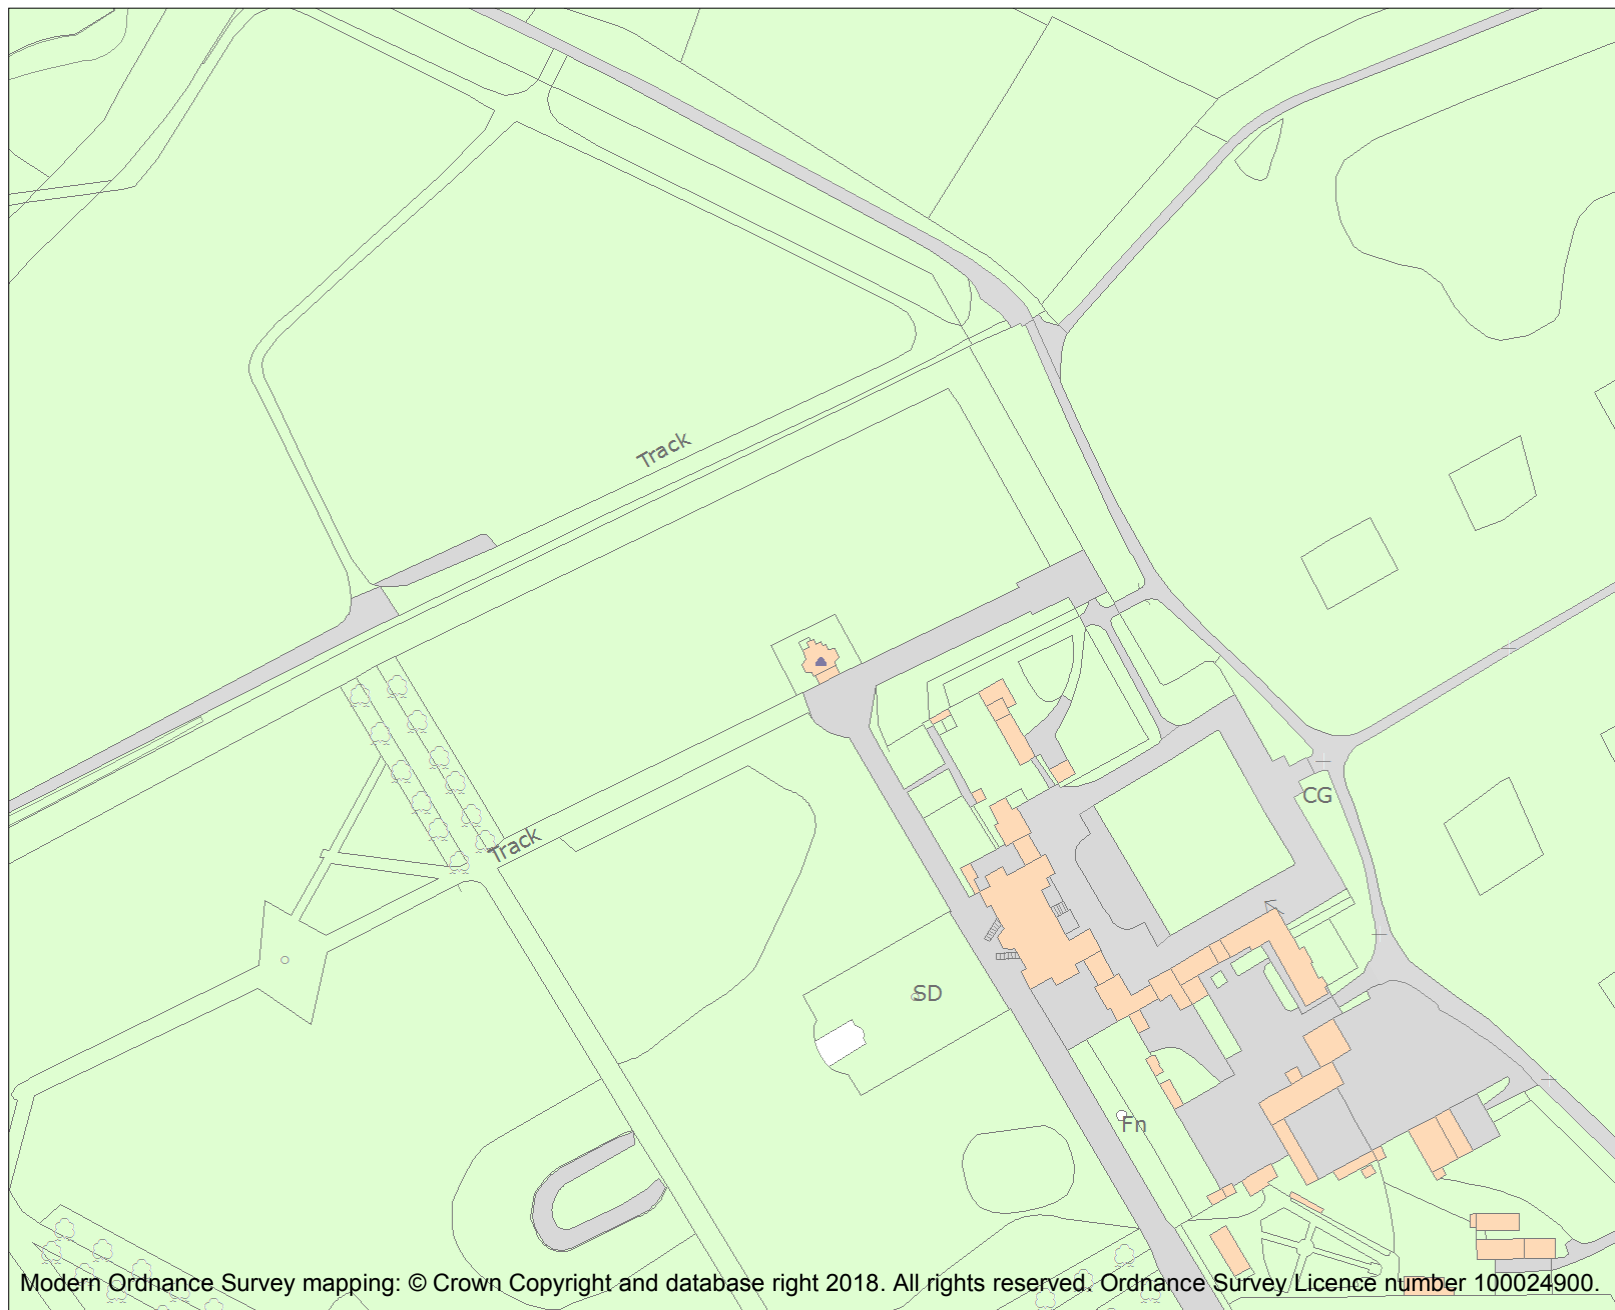 Track
Track
CG
SD
Fn
Modern Ordnance Survey mapping: © Crown Copyright and database right 2018. All rights reserved. Ordnance Survey Licence number 100024900.